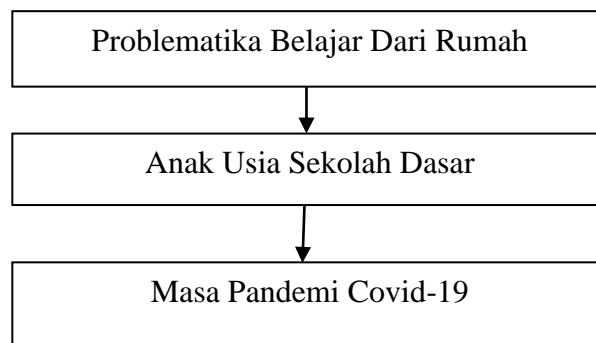 Problematika Belajar Dari Rumah
Anak Usia Sekolah Dasar
Masa Pandemi Covid-19